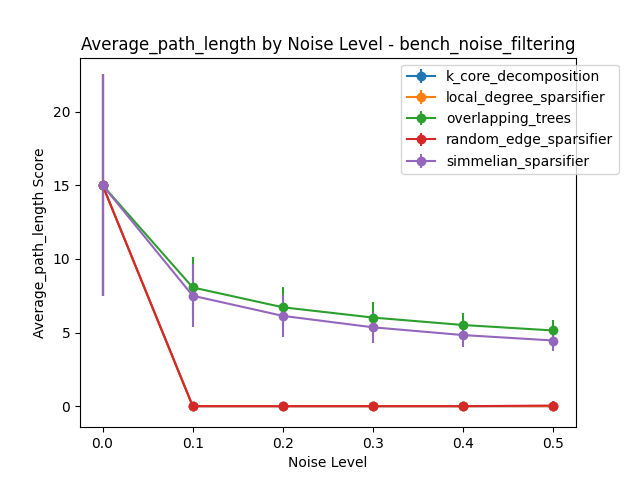 Average_path_length by Noise Level - bench_noise_filtering
k_core_decomposition
local_degree_sparsifier
overlapping_trees
random_edge_sparsifier
simmelian_sparsifier
Average_path_length Score
20
15
10
5
0
0.0 0.1 0.2 0.3 0.4 0.5
Noise Level